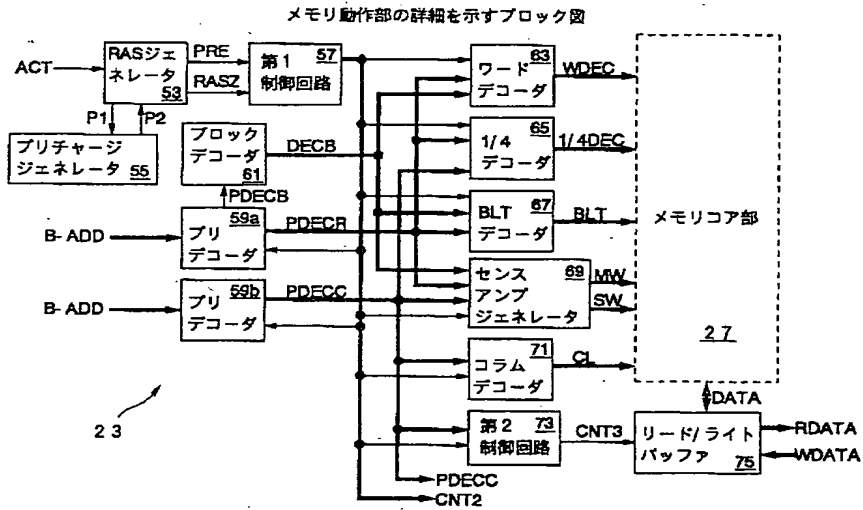 メモリ動作部の詳細を示すブロック図
ACT
RASジェ
ネレータ
53
PRE
RASZ
第1
制御回路
57
P1
P2
プリチャージ
ジェネレータ
55
ブロック
デコーダ
61
DECB
PDECB
B-ADD
プリ
デコーダ
59a
PDECR
B-ADD
プリ
デコーダ
59b
PDECC
ワード
デコーダ
63
WDEC
1/4
デコーダ
65
1/4DEC
BLT
デコーダ
67
BLT
センス
アンプ
ジェネレータ
69
MW
SW
コラム
デコーダ
71
CL
第2
制御回路
73
CNT3
メモリコア部
27
DATA
リード/ライト
バッファ
75
RDATA
WDATA
PDECC
CNT2
23